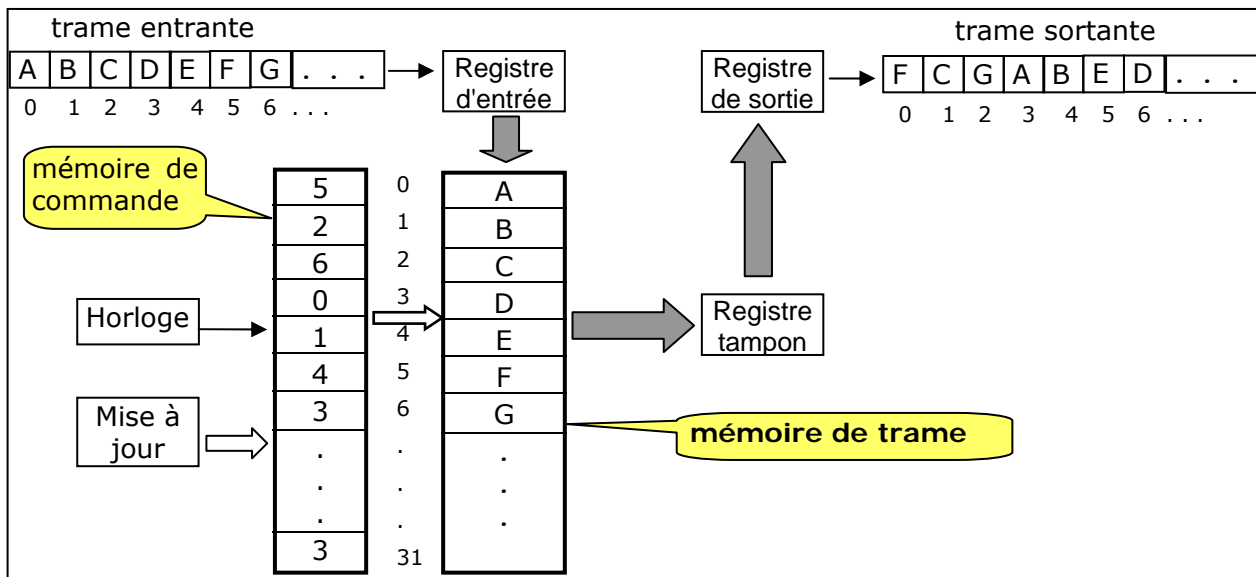 trame entrante
trame sortante
A B C D E F G . . .
0 1 2 3 4 5 6 . . .
Registre
d'entrée
Registre
de sortie
F C G A B E D . . .
0 1 2 3 4 5 6 . . .
mémoire de
commande
5 0 A
2 1 B
6 2 C
0 3 D
1 4 E
4 5 F
3 6 G
. . .
. . .
. . .
3 31
Horloge
Mise à
jour
Registre
tampon
mémoire de trame